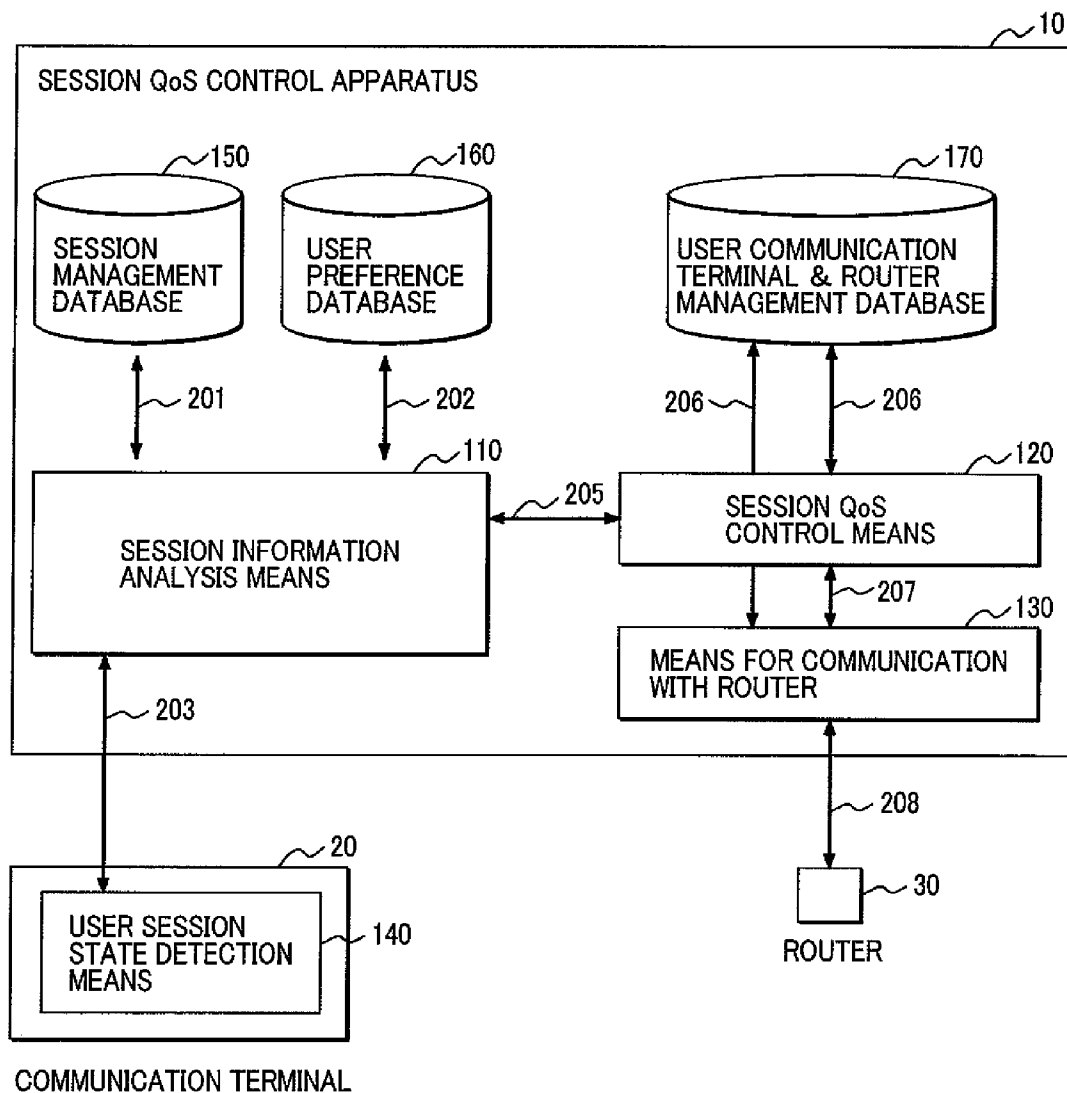 10
SESSION QoS CONTROL APPARATUS
150
160
170
SESSION
MANAGEMENT
DATABASE
USER
PREFERENCE
DATABASE
USER COMMUNICATION
TERMINAL & ROUTER
MANAGEMENT DATABASE
201
202
206
206
110
120
205
SESSION INFORMATION
ANALYSIS MEANS
SESSION QoS
CONTROL MEANS
207
130
MEANS FOR COMMUNICATION
WITH ROUTER
203
208
20
30
USER SESSION
STATE DETECTION
MEANS
140
ROUTER
COMMUNICATION TERMINAL